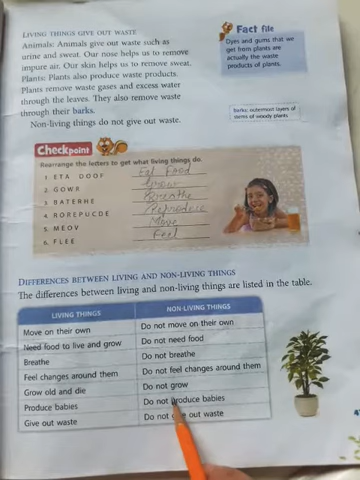 LIVING THINGS GIVE OUT WASTE
Animals: Animals give out waste such as
urine and sweat. Our nose helps us to remove
impure air. Our skin helps us to remove sweat.
Plants: Plants also produce waste products.
Plants remove waste gases and excess water
through the leaves. They also remove waste
through their barks.
Non-living things do not give out waste.
Fact file
Dyes and gums that we
get from plants are
actually the waste
products of plants.
barks: outermost layers of
stems of woody plants
Checkpoint
Rearrange the letters to get what living things do.
1. ETA DOOF Eat Food
2. GOWR Grow
3. BATERHE Breathe
4. ROREPUCDE Reproduce
5. MEOV Move
6. FLEE Feel
DIFFERENCES BETWEEN LIVING AND NON-LIVING THINGS
The differences between living and non-living things are listed in the table.
LIVING THINGS NON-LIVING THINGS
Move on their own Do not move on their own
Need food to live and grow Do not need food
Breathe Do not breathe
Feel changes around them Do not feel changes around them
Grow old and die Do not grow
Produce babies Do not produce babies
Give out waste Do not give out waste